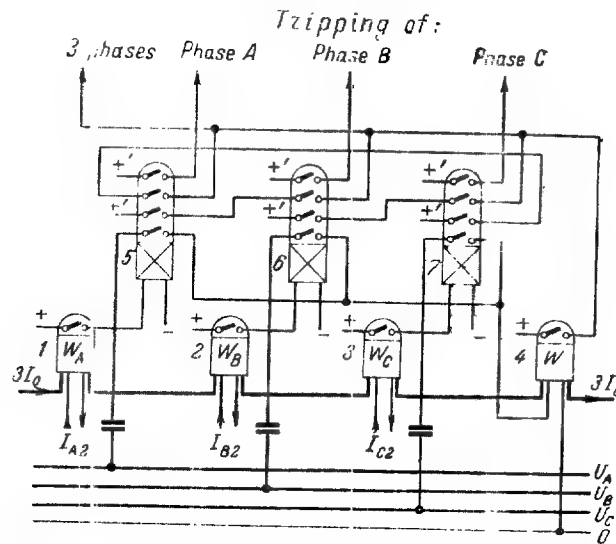 Tripping of:
3 phases Phase A Phase B Phase C
+' +' +'
+' +' +'
5 6 7
+ − + − + − +
1 W_A 2 W_B 3 W_C 4 W
3I_0 3I_0
I_A2 I_B2 I_C2
U_A
U_B
U_C
0